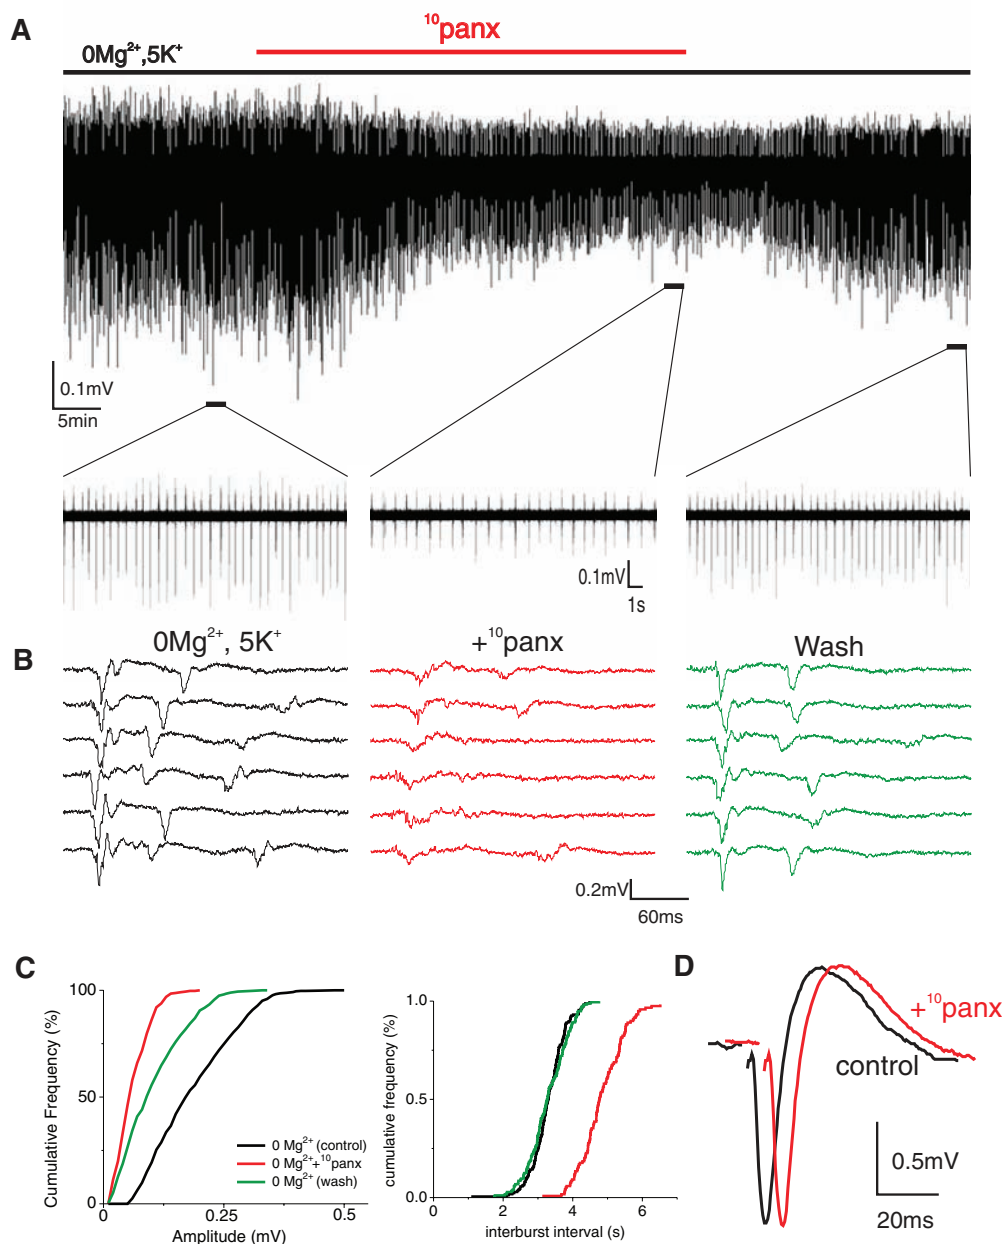 A
¹⁰panx
0Mg²⁺,5K⁺
0.1mV
5min
0.1mV
1s
B
0Mg²⁺, 5K⁺
+¹⁰panx
Wash
0.2mV
60ms
C
Cumulative Frequency (%)
100
50
0
0
0.25
0.5
Amplitude (mV)
0 Mg²⁺ (control)
0 Mg²⁺+¹⁰panx
0 Mg²⁺ (wash)
cumulative frequency (%)
1.0
0.5
0.0
0
2
4
6
interburst interval (s)
D
+¹⁰panx
control
0.5mV
20ms